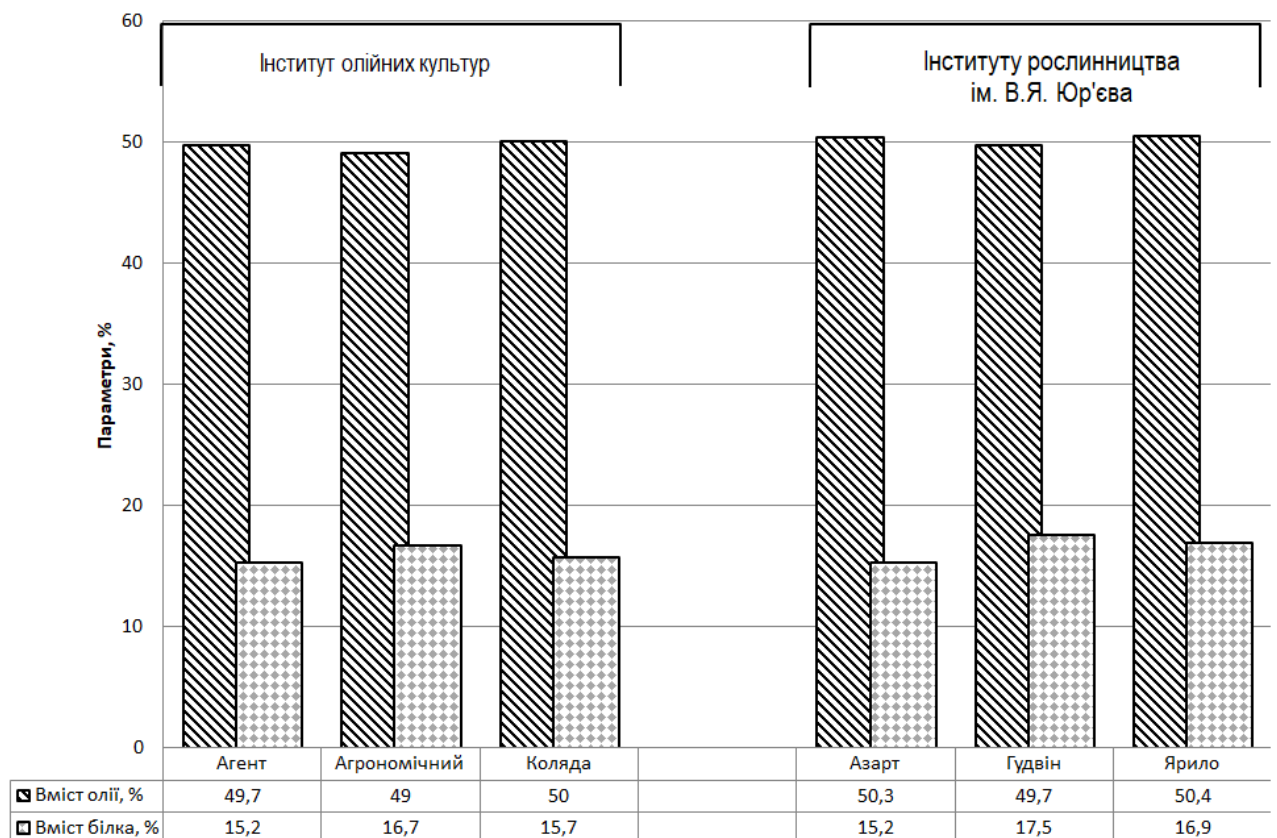 60
Інститут олійних культур
Інституту рослинництва
ім. В.Я. Юр'єва
50
40
30
20
10
0
Параметри, %
Агент Агрономічний Коляда Азарт Гудвін Ярило
Вміст олії, % 49,7 49 50 50,3 49,7 50,4
Вміст білка, % 15,2 16,7 15,7 15,2 17,5 16,9